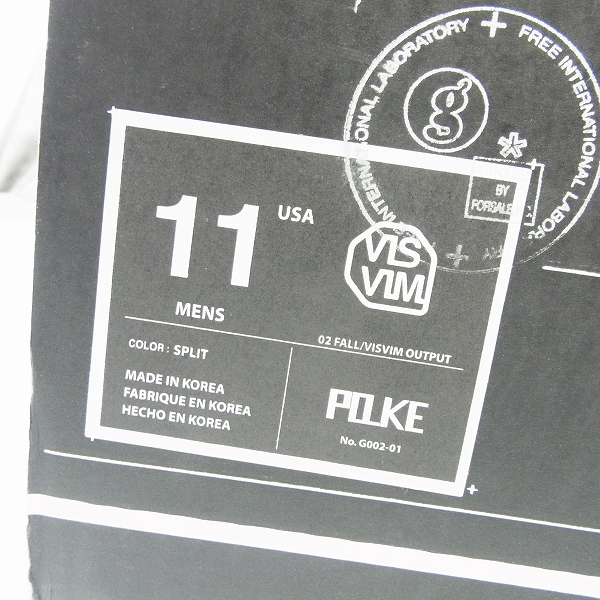 INTERNATIONAL LABORATORY + FREE INTERNATIONAL LABOR
g
*
BY
FORSALE
11 USA
MENS
VIS
VIM
COLOR : SPLIT
02 FALL/VISVIM OUTPUT
MADE IN KOREA
FABRIQUE EN KOREA
HECHO EN KOREA
POLKE
No. G002-01